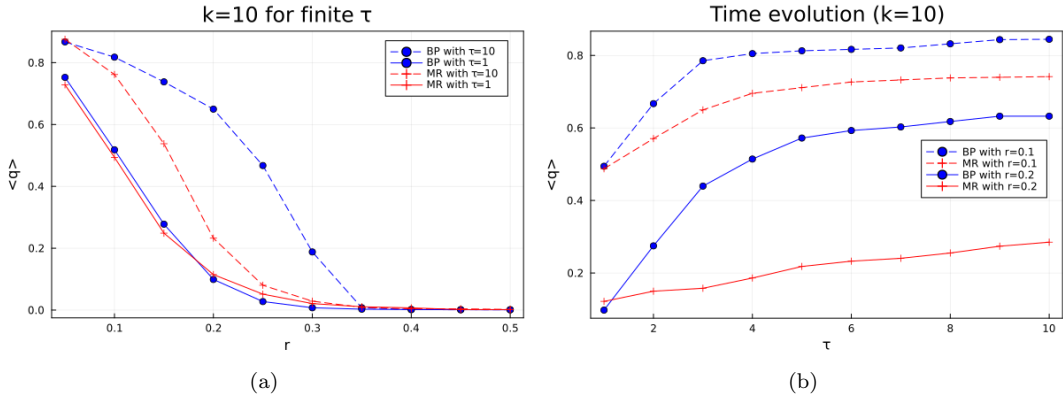 k=10 for finite τ
BP with τ=10
BP with τ=1
MR with τ=10
MR with τ=1
<q>
0.8
0.6
0.4
0.2
0.0
0.1
0.2
0.3
0.4
0.5
r
(a)
Time evolution (k=10)
<q>
0.8
0.6
0.4
0.2
BP with r=0.1
MR with r=0.1
BP with r=0.2
MR with r=0.2
2
4
6
8
10
τ
(b)